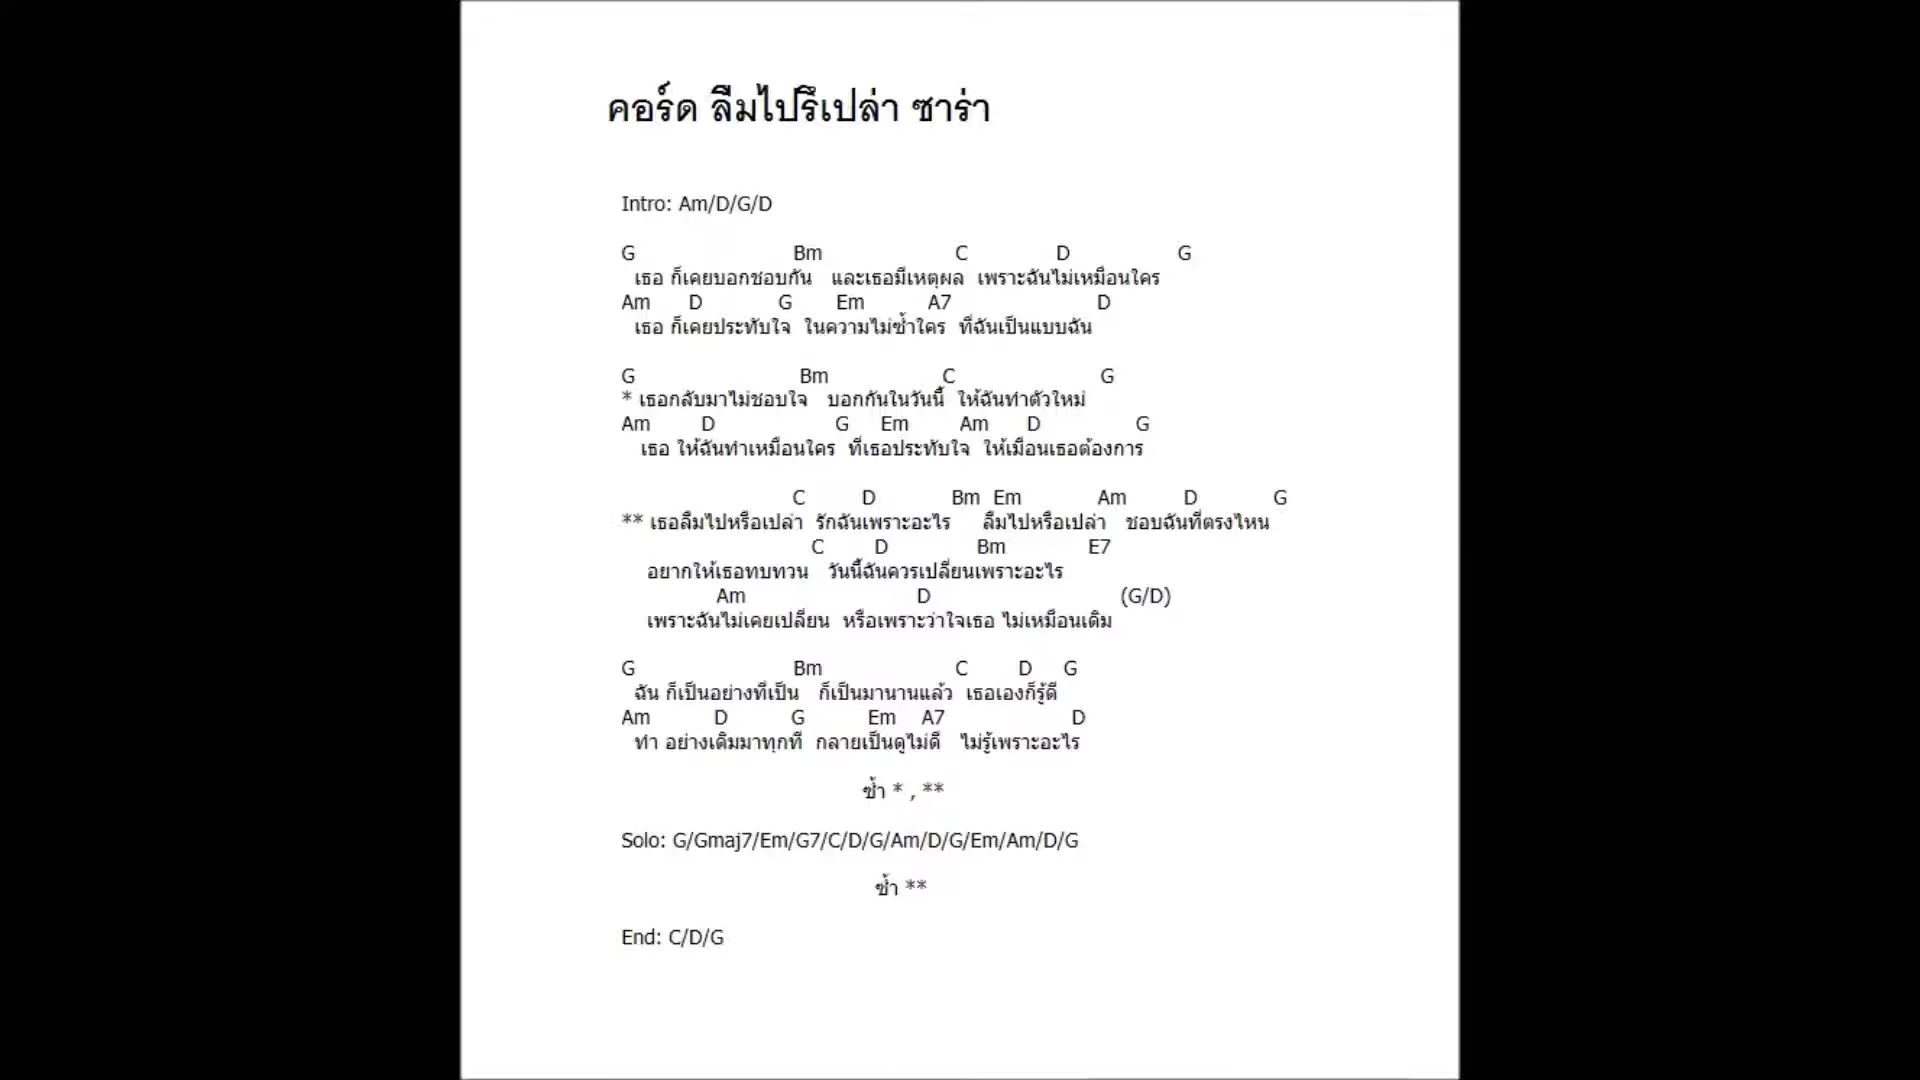 คอร์ด ลืมไปรึเปล่า ซาร่า
Intro: Am/D/G/D
G Bm C D G
เธอ ก็เคยบอกชอบกัน และเธอมีเหตุผล เพราะฉันไม่เหมือนใคร
Am D G Em A7 D
เธอ ก็เคยประทับใจ ในความไม่ซ้ำใคร ที่ฉันเป็นแบบฉัน
G Bm C G
* เธอกลับมาไม่ชอบใจ บอกกันในวันนี้ ให้ฉันทำตัวใหม่
Am D G Em Am D G
เธอ ให้ฉันทำเหมือนใคร ที่เธอประทับใจ ให้เมือนเธอต้องการ
C D Bm Em Am D G
** เธอลืมไปหรือเปล่า รักฉันเพราะอะไร ลืมไปหรือเปล่า ชอบฉันที่ตรงไหน
C D Bm E7
อยากให้เธอทบทวน วันนี้ฉันควรเปลี่ยนเพราะอะไร
Am D (G/D)
เพราะฉันไม่เคยเปลี่ยน หรือเพราะว่าใจเธอ ไม่เหมือนเดิม
G Bm C D G
ฉัน ก็เป็นอย่างที่เป็น ก็เป็นมานานแล้ว เธอเองก็รู้ดี
Am D G Em A7 D
ทำ อย่างเดิมมาทุกที กลายเป็นดูไม่ดี ไม่รู้เพราะอะไร
ซ้ำ * , **
Solo: G/Gmaj7/Em/G7/C/D/G/Am/D/G/Em/Am/D/G
ซ้ำ **
End: C/D/G